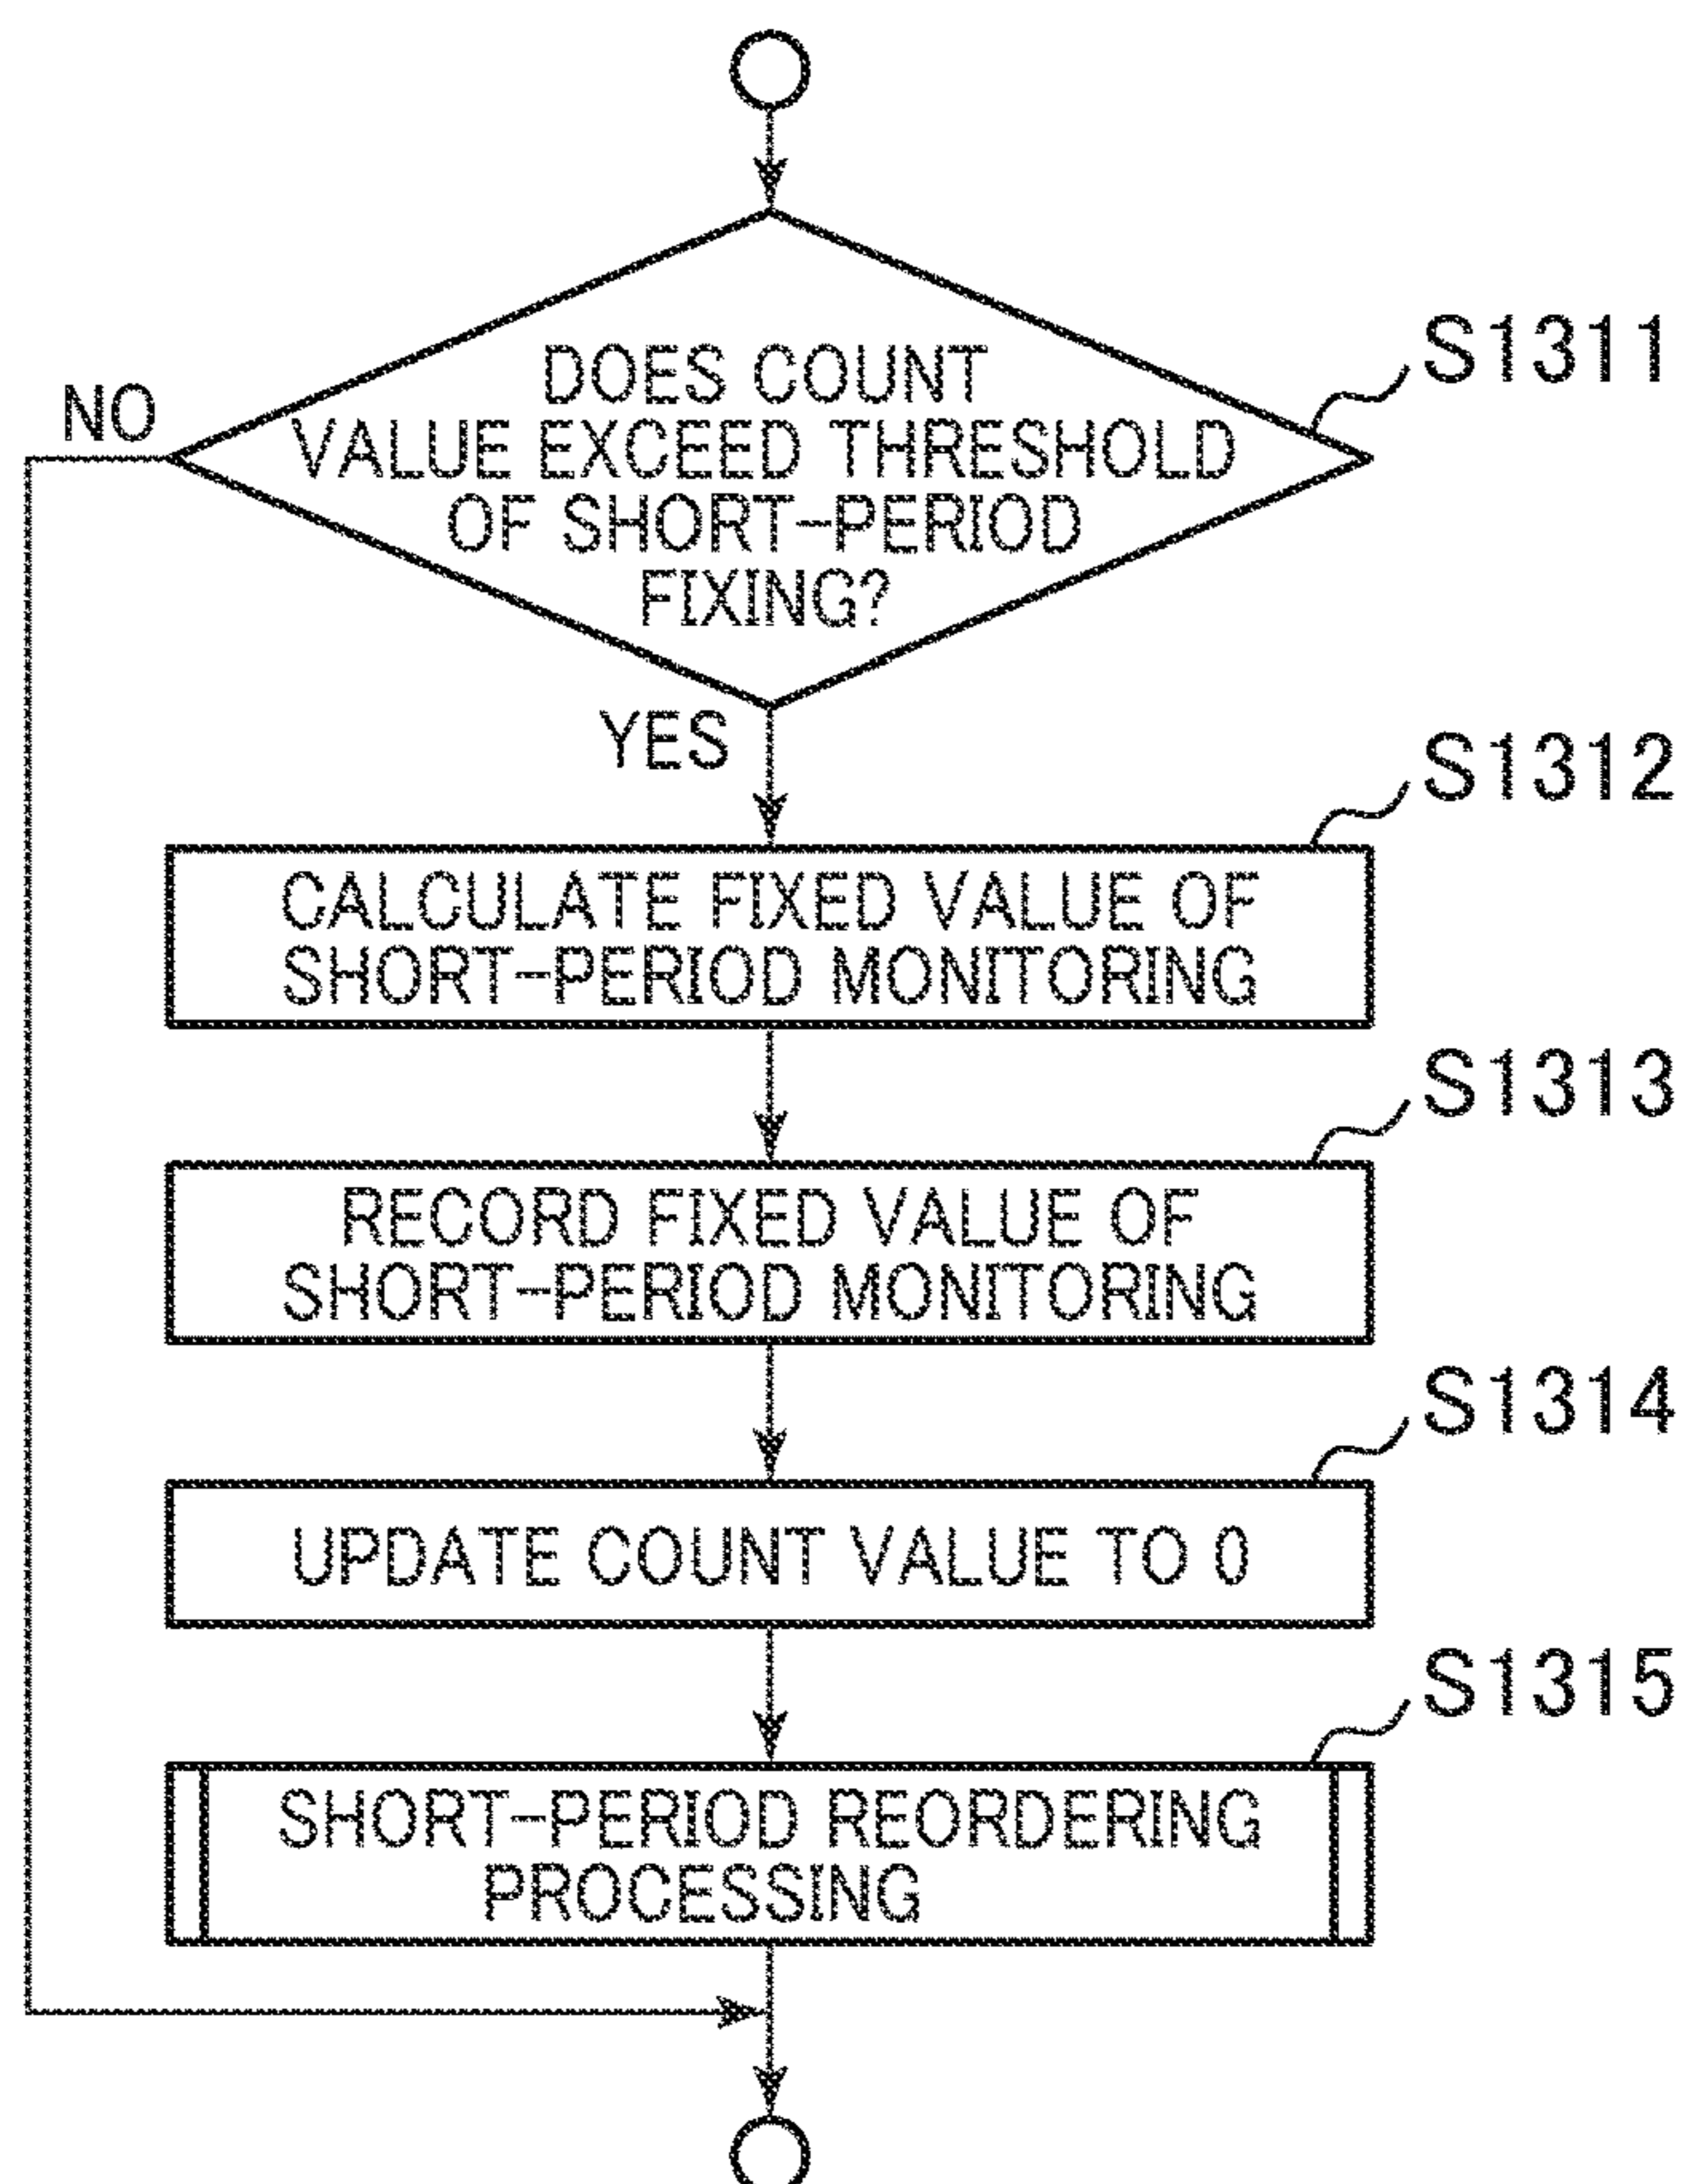 DOES COUNT
VALUE EXCEED THRESHOLD
OF SHORT-PERIOD
FIXING?
S1311
NO
YES
S1312
CALCULATE FIXED VALUE OF
SHORT-PERIOD MONITORING
S1313
RECORD FIXED VALUE OF
SHORT-PERIOD MONITORING
S1314
UPDATE COUNT VALUE TO 0
S1315
SHORT-PERIOD REORDERING
PROCESSING